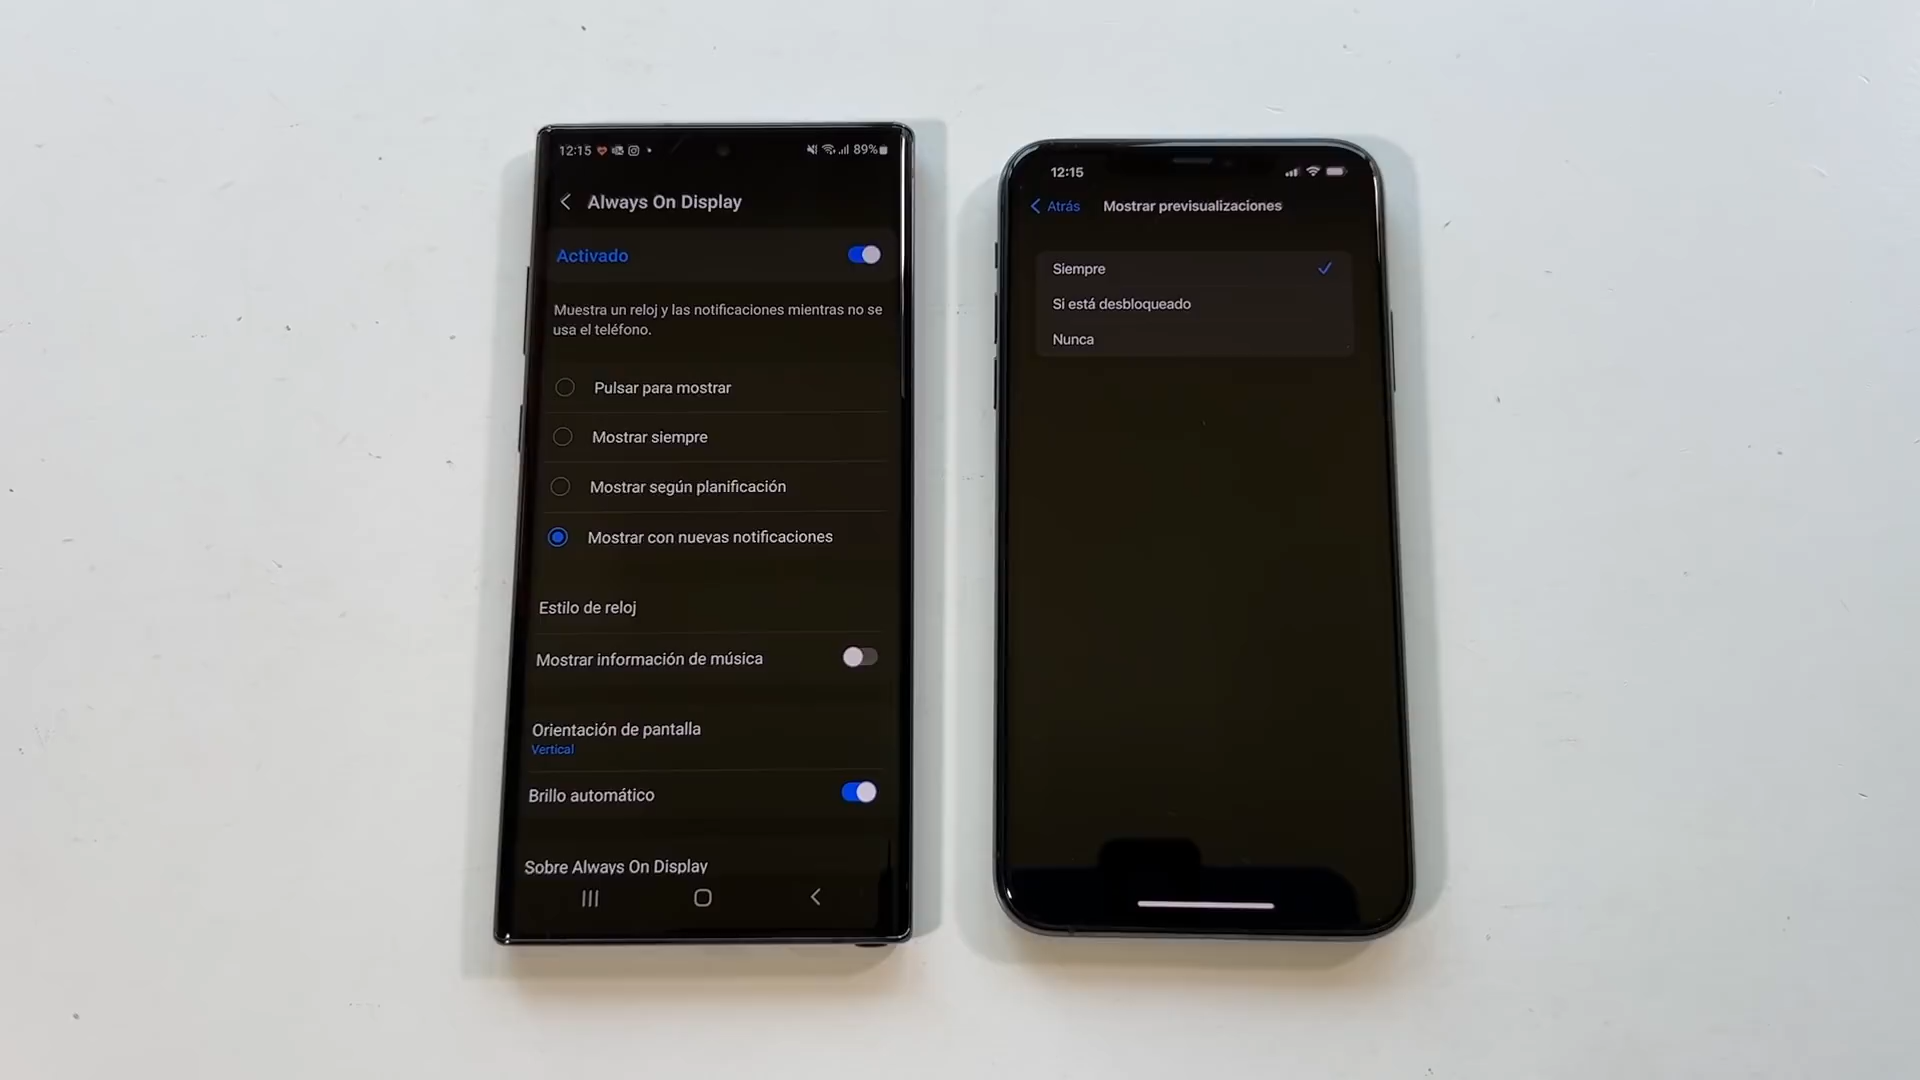 12:15
89%
Always On Display
Activado
Muestra un reloj y las notificaciones mientras no se
usa el teléfono.
Pulsar para mostrar
Mostrar siempre
Mostrar según planificación
Mostrar con nuevas notificaciones
Estilo de reloj
Mostrar información de música
Orientación de pantalla
Vertical
Brillo automático
Sobre Always On Display
12:15
Atrás
Mostrar previsualizaciones
Siempre
Si está desbloqueado
Nunca